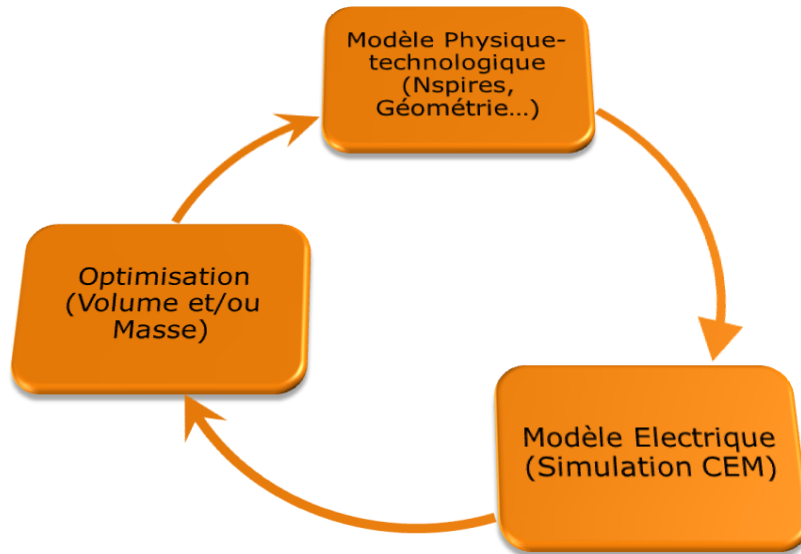 Modèle Physique-
technologique
(Nspires,
Géométrie...)
Optimisation
(Volume et/ou
Masse)
Modèle Electrique
(Simulation CEM)